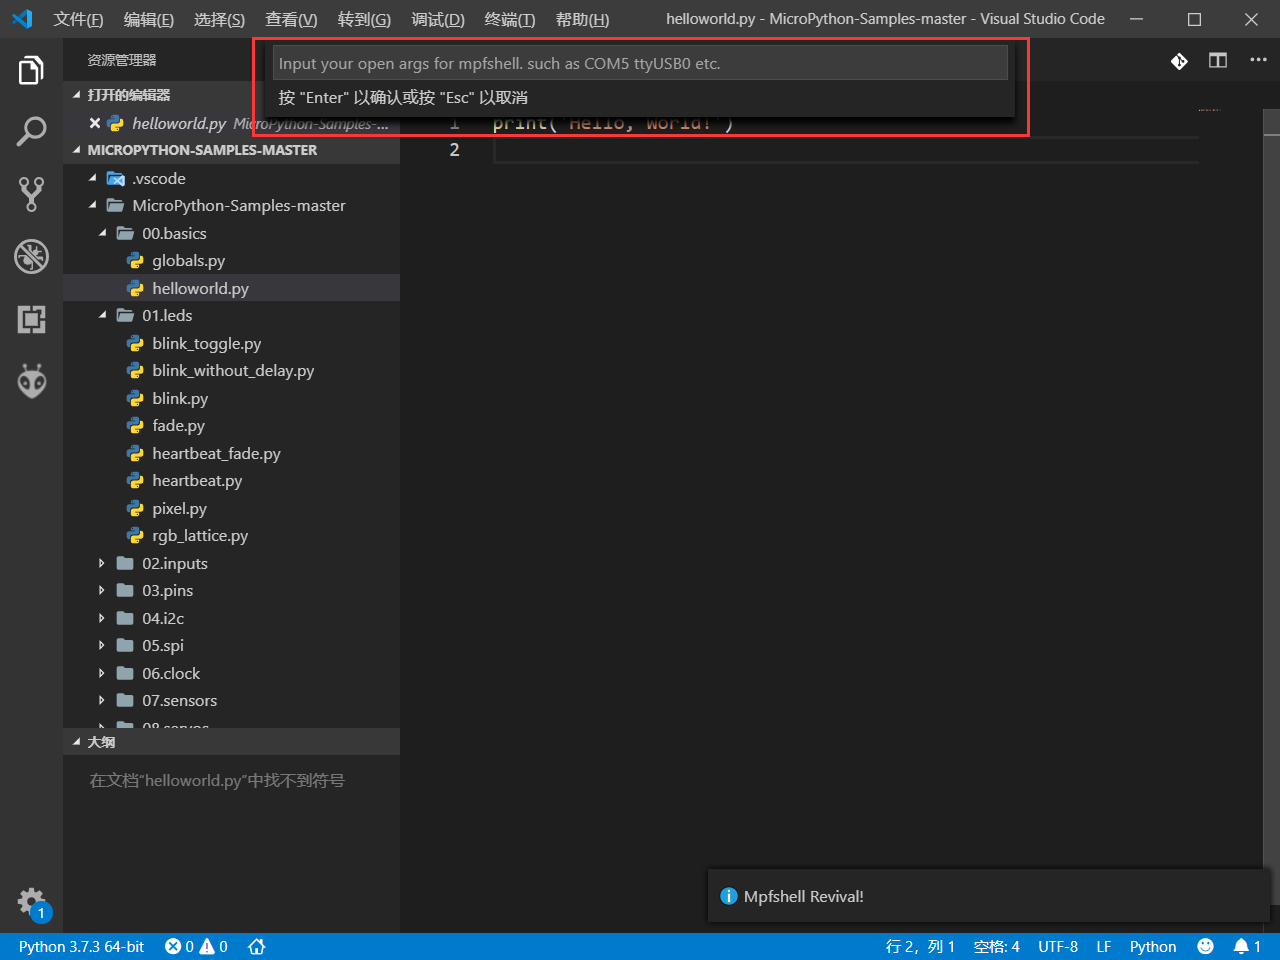 文件(F) 编辑(E) 选择(S) 查看(V) 转到(G) 调试(D) 终端(T) 帮助(H) helloworld.py - MicroPython-Samples-master - Visual Studio Code
资源管理器
Input your open args for mpfshell. such as COM5 ttyUSB0 etc.
按 "Enter" 以确认或按 "Esc" 以取消
打开的编辑器
helloworld.py MicroPython-Samples-...
1 print('Hello, World!')
2
MICROPYTHON-SAMPLES-MASTER
.vscode
MicroPython-Samples-master
00.basics
globals.py
helloworld.py
01.leds
blink_toggle.py
blink_without_delay.py
blink.py
fade.py
heartbeat_fade.py
heartbeat.py
pixel.py
rgb_lattice.py
02.inputs
03.pins
04.i2c
05.spi
06.clock
07.sensors
08.servos
大纲
在文档"helloworld.py"中找不到符号
Mpfshell Revival!
1
Python 3.7.3 64-bit 0 0 行 2，列 1 空格: 4 UTF-8 LF Python 1